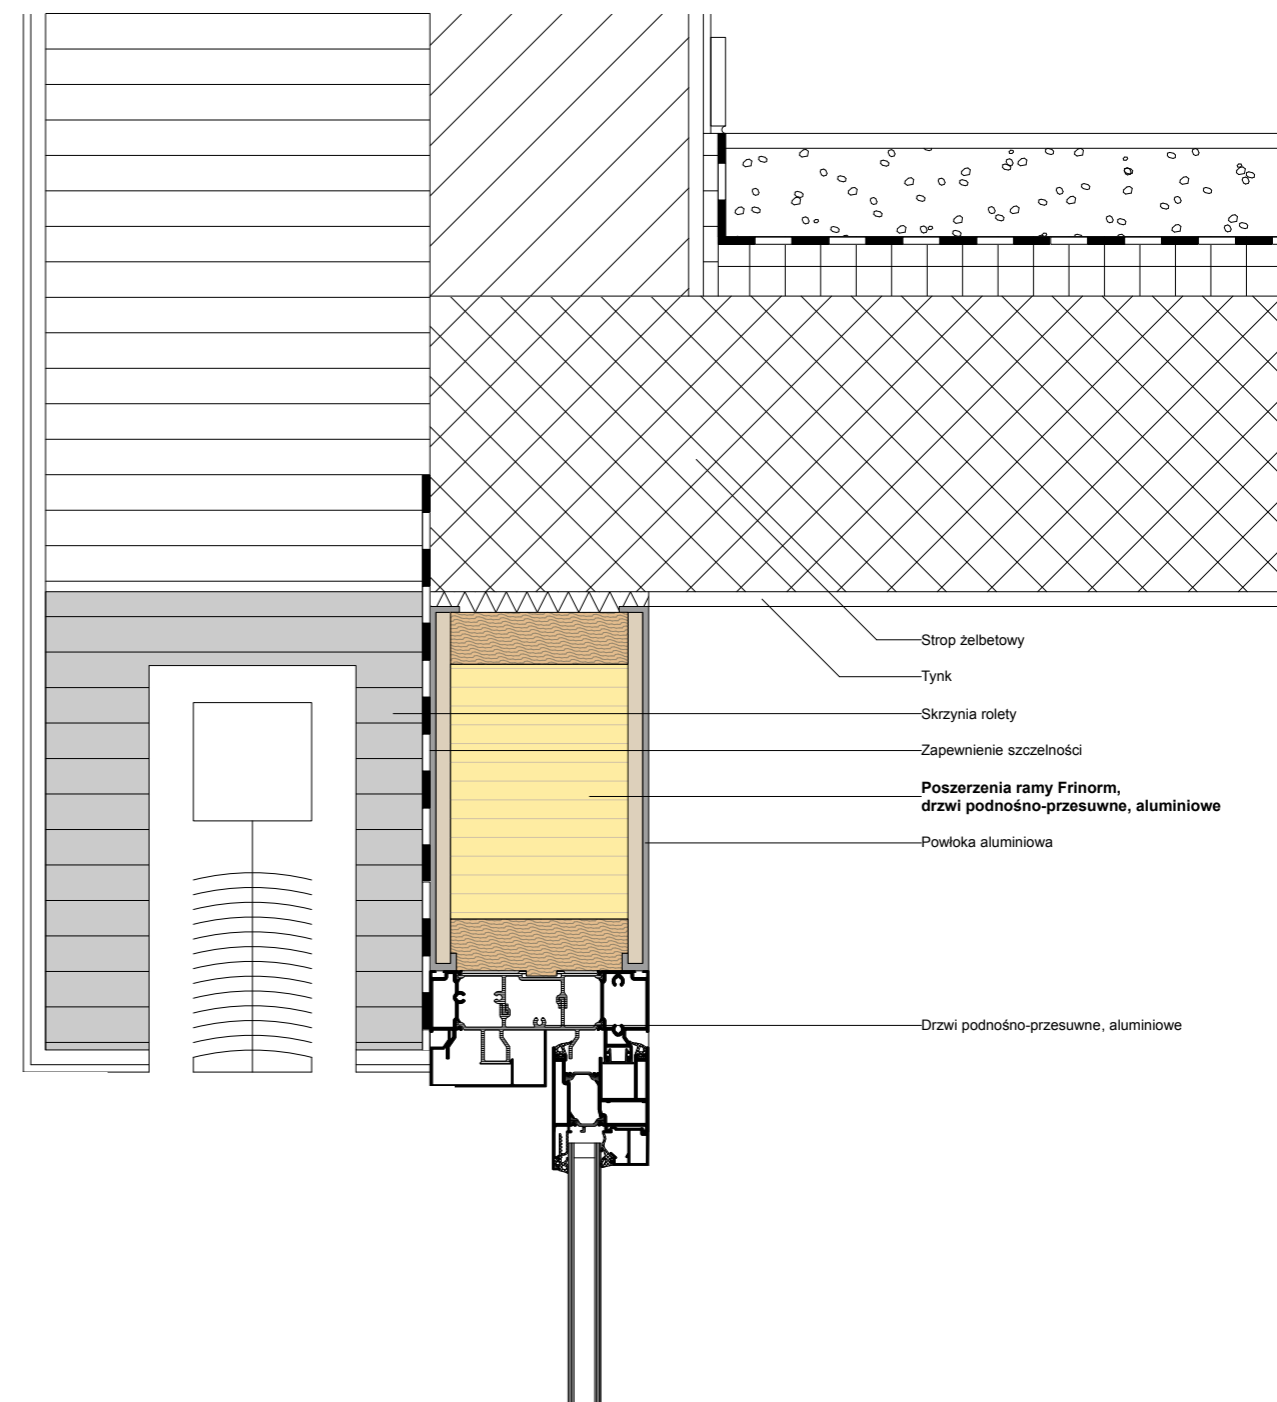 Strop żelbetowy
Tynk
Skrzynia rolety
Zapewnienie szczelności
Poszerzenia ramy Frinorm,
drzwi podnośno-przesuwne, aluminiowe
Powłoka aluminiowa
Drzwi podnośno-przesuwne, aluminiowe